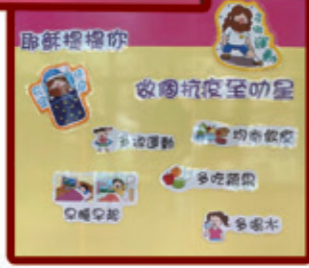 耶穌提提你
做個抗疫至叻星
多做運動
均衡飲食
多吃蔬果
早睡早起
多喝水